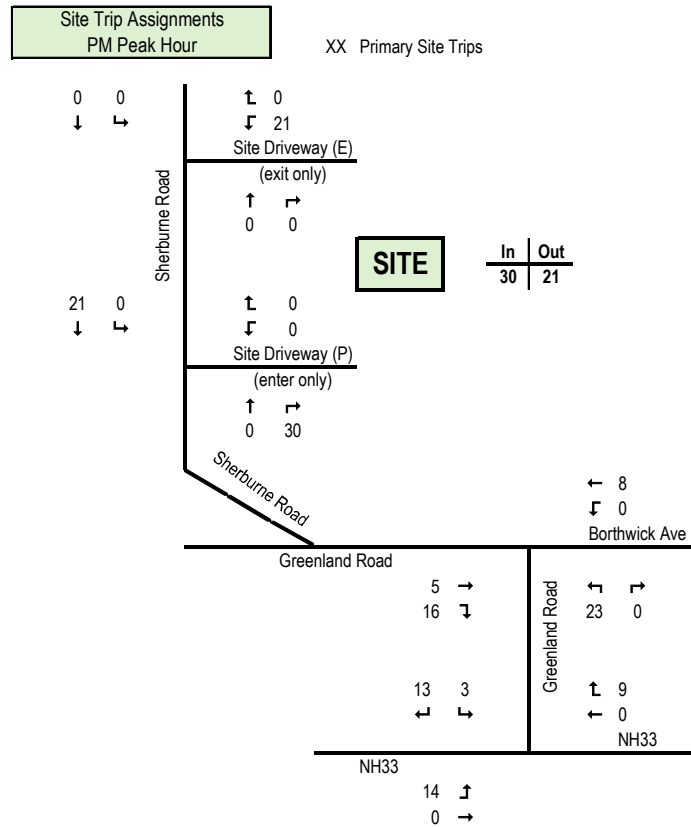 Site Trip Assignments
PM Peak Hour
XX Primary Site Trips
0 0 ↰ 0
↓ ↳ ↲ 21
Site Driveway (E)
(exit only)
↑ ↱
0 0
Sherburne Road
SITE
In Out
30 21
21 0 0
↓ ↳ 0
Site Driveway (P)
(enter only)
↑ ↱
0 30
Sherburne Road
← 8
0
Borthwick Ave
Greenland Road
5 →
16
Greenland Road
↰ ↱
23 0
13 3
↲ ↳
9
← 0
NH33
NH33
14
0 →